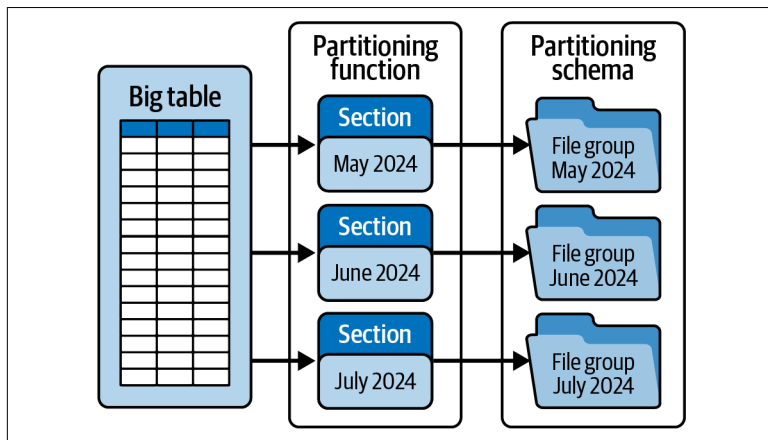 Big table
Partitioning
function
Section
May 2024
Section
June 2024
Section
July 2024
Partitioning
schema
File group
May 2024
File group
June 2024
File group
July 2024